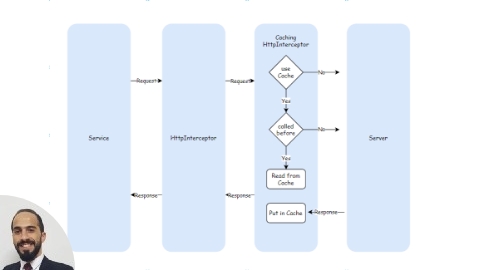 Caching
HttpInterceptor
use
Cache
No
Request
Request
Yes
called
before
No
Service
HttpInterceptor
Server
Yes
Read from
Cache
Response
Response
Put in Cache
Response